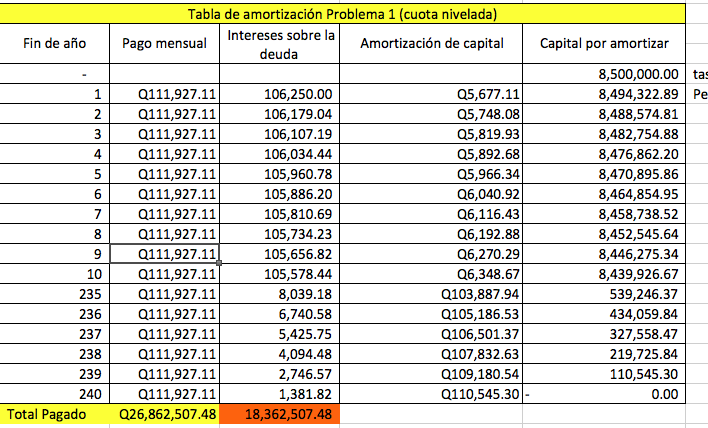 Tabla de amortización Problema 1 (cuota nivelada)
Fin de año Pago mensual Intereses sobre la deuda Amortización de capital Capital por amortizar
- 8,500,000.00 tas
1 Q111,927.11 106,250.00 Q5,677.11 8,494,322.89 Pe
2 Q111,927.11 106,179.04 Q5,748.08 8,488,574.81
3 Q111,927.11 106,107.19 Q5,819.93 8,482,754.88
4 Q111,927.11 106,034.44 Q5,892.68 8,476,862.20
5 Q111,927.11 105,960.78 Q5,966.34 8,470,895.86
6 Q111,927.11 105,886.20 Q6,040.92 8,464,854.95
7 Q111,927.11 105,810.69 Q6,116.43 8,458,738.52
8 Q111,927.11 105,734.23 Q6,192.88 8,452,545.64
9 Q111,927.11 105,656.82 Q6,270.29 8,446,275.34
10 Q111,927.11 105,578.44 Q6,348.67 8,439,926.67
235 Q111,927.11 8,039.18 Q103,887.94 539,246.37
236 Q111,927.11 6,740.58 Q105,186.53 434,059.84
237 Q111,927.11 5,425.75 Q106,501.37 327,558.47
238 Q111,927.11 4,094.48 Q107,832.63 219,725.84
239 Q111,927.11 2,746.57 Q109,180.54 110,545.30
240 Q111,927.11 1,381.82 Q110,545.30 - 0.00
Total Pagado Q26,862,507.48 18,362,507.48